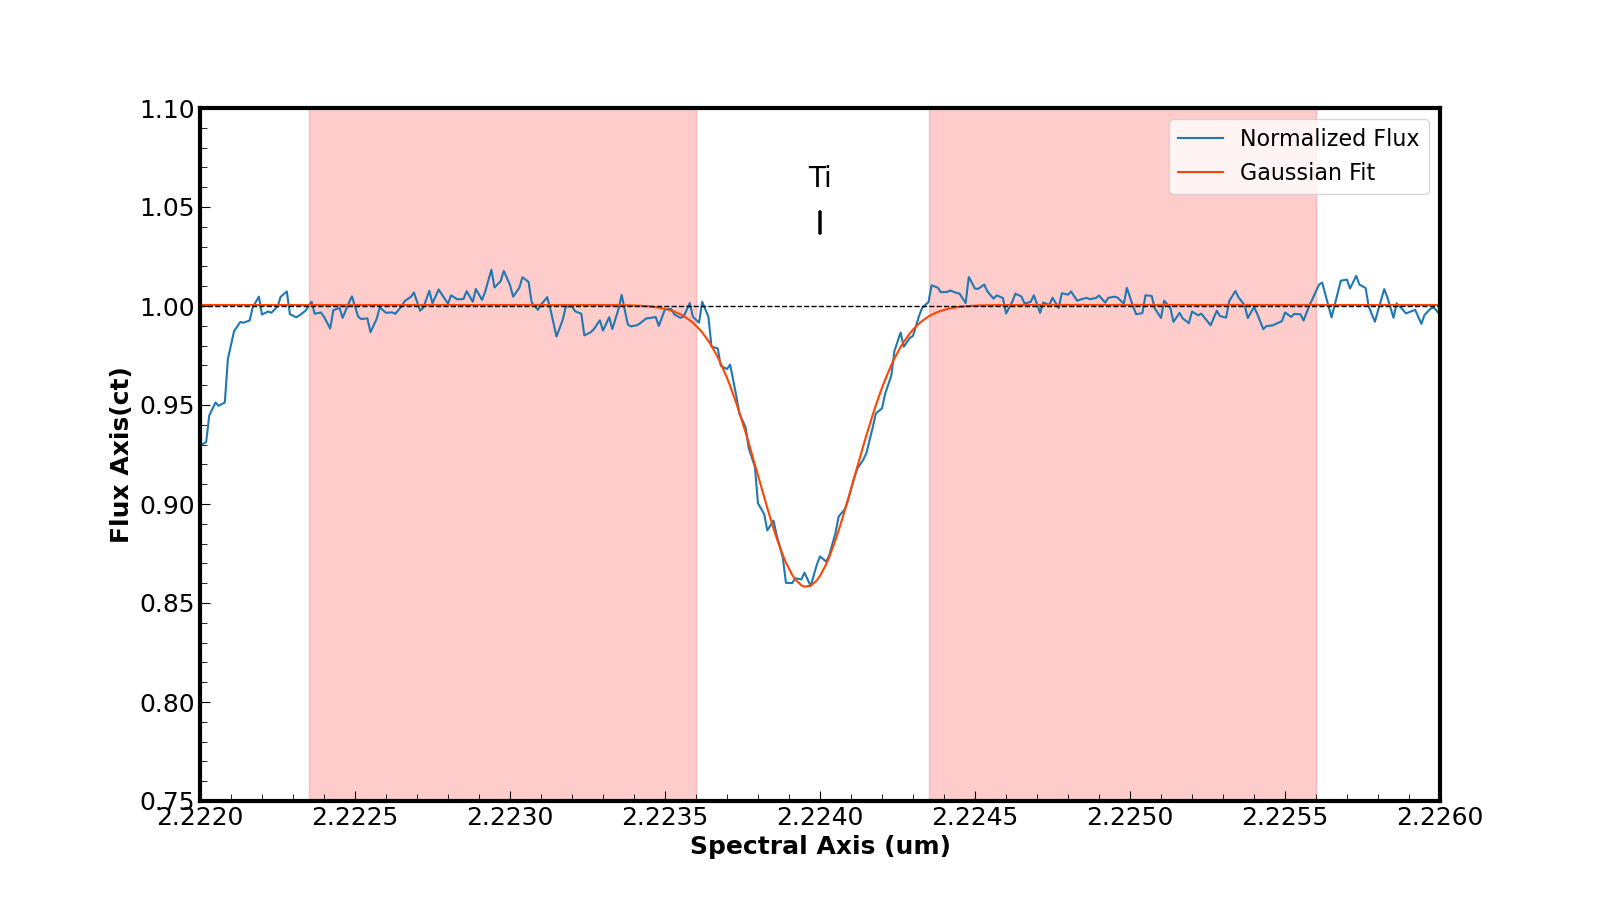 1.10
1.05
1.00
0.95
0.90
0.85
0.80
0.75
Flux Axis(ct)
Ti
Normalized Flux
Gaussian Fit
2.2220 2.2225 2.2230 2.2235 2.2240 2.2245 2.2250 2.2255 2.2260
Spectral Axis (um)